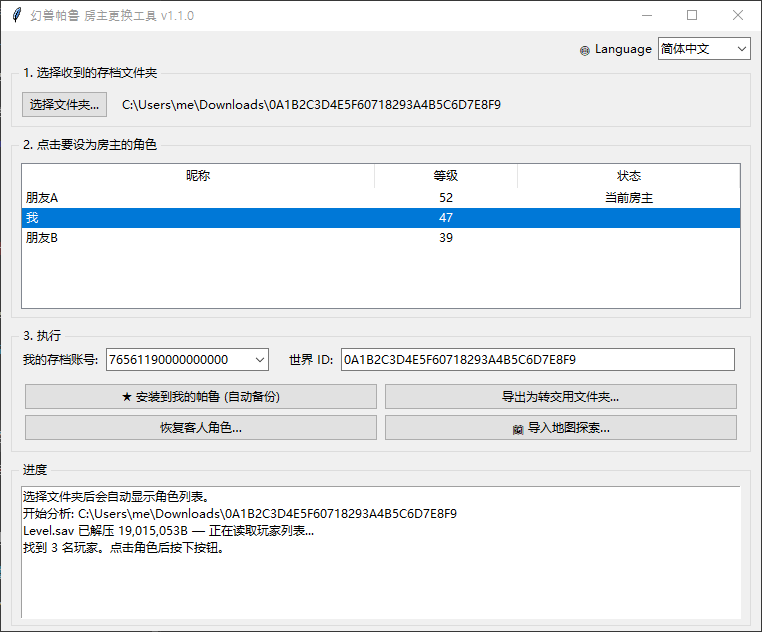 幻兽帕鲁 房主更换工具 v1.1.0
Language 简体中文
1. 选择收到的存档文件夹
选择文件夹... C:\Users\me\Downloads\0A1B2C3D4E5F60718293A4B5C6D7E8F9
2. 点击要设为房主的角色
昵称 等级 状态
朋友A 52 当前房主
我 47
朋友B 39
3. 执行
我的存档账号: 76561190000000000 世界 ID: 0A1B2C3D4E5F60718293A4B5C6D7E8F9
★ 安装到我的帕鲁 (自动备份) 导出为转交用文件夹...
恢复客人角色... 导入地图探索...
进度
选择文件夹后会自动显示角色列表。
开始分析: C:\Users\me\Downloads\0A1B2C3D4E5F60718293A4B5C6D7E8F9
Level.sav 已解压 19,015,053B — 正在读取玩家列表...
找到 3 名玩家。点击角色后按下按钮。